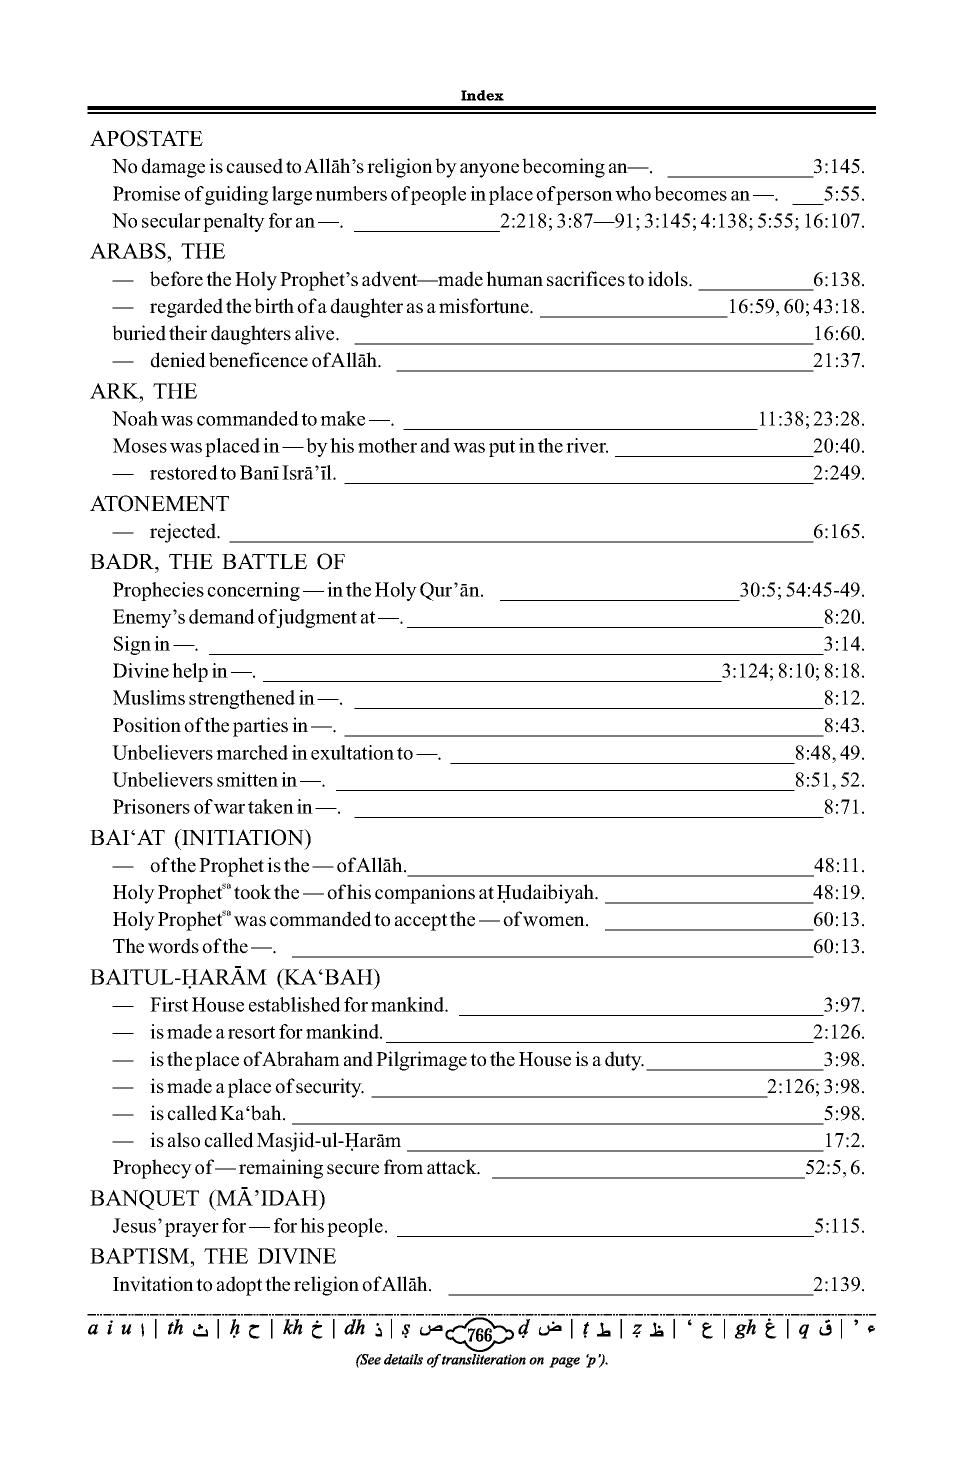 Index
APOSTATE
No damage is caused to Allāh’s religion by anyone becoming an—. 3:145.
Promise of guiding large numbers of people in place of person who becomes an —. 5:55.
No secular penalty for an —. 2:218; 3:87—91; 3:145; 4:138; 5:55; 16:107.
ARABS, THE
— before the Holy Prophet’s advent—made human sacrifices to idols. 6:138.
— regarded the birth of a daughter as a misfortune. 16:59, 60; 43:18.
buried their daughters alive. 16:60.
— denied beneficence of Allāh. 21:37.
ARK, THE
Noah was commanded to make —. 11:38; 23:28.
Moses was placed in — by his mother and was put in the river. 20:40.
— restored to Banī Isrā’īl. 2:249.
ATONEMENT
— rejected. 6:165.
BADR, THE BATTLE OF
Prophecies concerning — in the Holy Qur’ān. 30:5; 54:45-49.
Enemy’s demand of judgment at —. 8:20.
Sign in —. 3:14.
Divine help in —. 3:124; 8:10; 8:18.
Muslims strengthened in —. 8:12.
Position of the parties in —. 8:43.
Unbelievers marched in exultation to —. 8:48, 49.
Unbelievers smitten in —. 8:51, 52.
Prisoners of war taken in —. 8:71.
BAI‘AT (INITIATION)
— of the Prophet is the — of Allāh. 48:11.
Holy Prophetsa took the — of his companions at Ḥudaibiyah. 48:19.
Holy Prophetsa was commanded to accept the — of women. 60:13.
The words of the —. 60:13.
BAITUL-ḤARĀM (KA‘BAH)
— First House established for mankind. 3:97.
— is made a resort for mankind. 2:126.
— is the place of Abraham and Pilgrimage to the House is a duty. 3:98.
— is made a place of security. 2:126; 3:98.
— is called Ka‘bah. 5:98.
— is also called Masjid-ul-Ḥarām 17:2.
Prophecy of — remaining secure from attack. 52:5, 6.
BANQUET (MĀ’IDAH)
Jesus’ prayer for — for his people. 5:115.
BAPTISM, THE DIVINE
Invitation to adopt the religion of Allāh. 2:139.
a i u ا | th ث | ḥ ح | kh خ | dh ذ | ṣ ص 766 ḍ ض | ṭ ط | ẓ ظ | ‘ ع | gh غ | q ق | ’ ء
(See details of transliteration on page ‘p’).